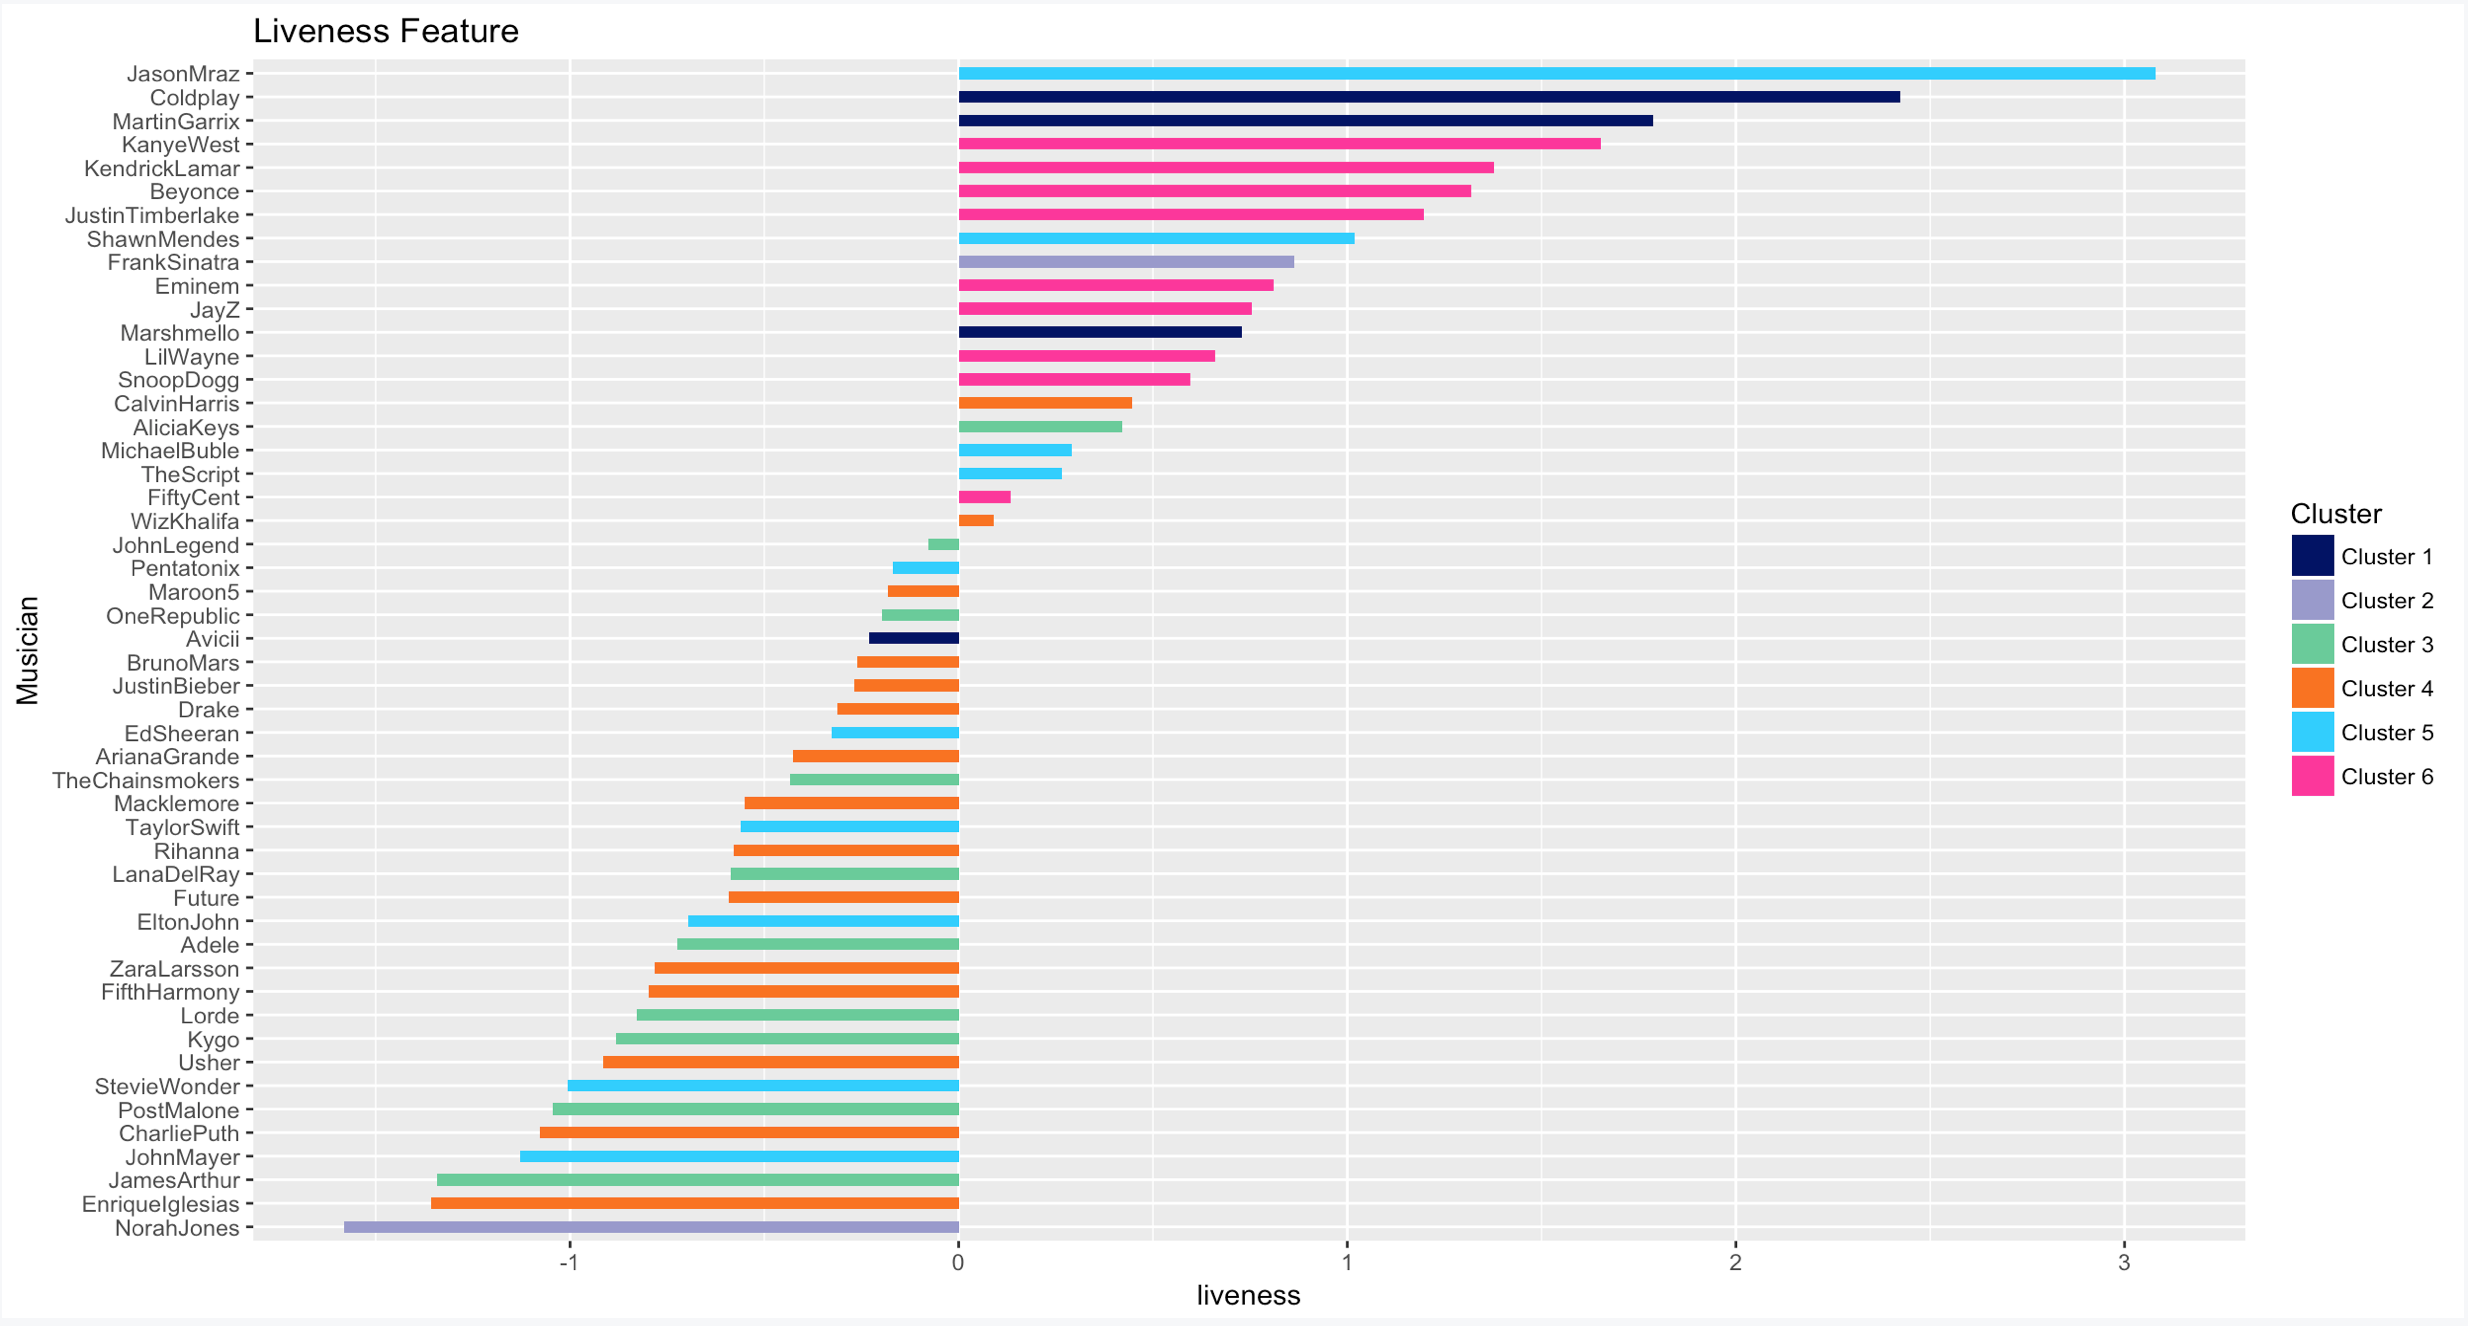 Liveness Feature
JasonMraz
Coldplay
MartinGarrix
KanyeWest
KendrickLamar
Beyonce
JustinTimberlake
ShawnMendes
FrankSinatra
Eminem
JayZ
Marshmello
LilWayne
SnoopDogg
CalvinHarris
AliciaKeys
MichaelBuble
TheScript
FiftyCent
WizKhalifa
JohnLegend
Pentatonix
Maroon5
OneRepublic
Avicii
BrunoMars
JustinBieber
Drake
EdSheeran
ArianaGrande
TheChainsmokers
Macklemore
TaylorSwift
Rihanna
LanaDelRay
Future
EltonJohn
Adele
ZaraLarsson
FifthHarmony
Lorde
Kygo
Usher
StevieWonder
PostMalone
CharliePuth
JohnMayer
JamesArthur
EnriqueIglesias
NorahJones
Musician
-1 0 1 2 3
liveness
Cluster
Cluster 1
Cluster 2
Cluster 3
Cluster 4
Cluster 5
Cluster 6